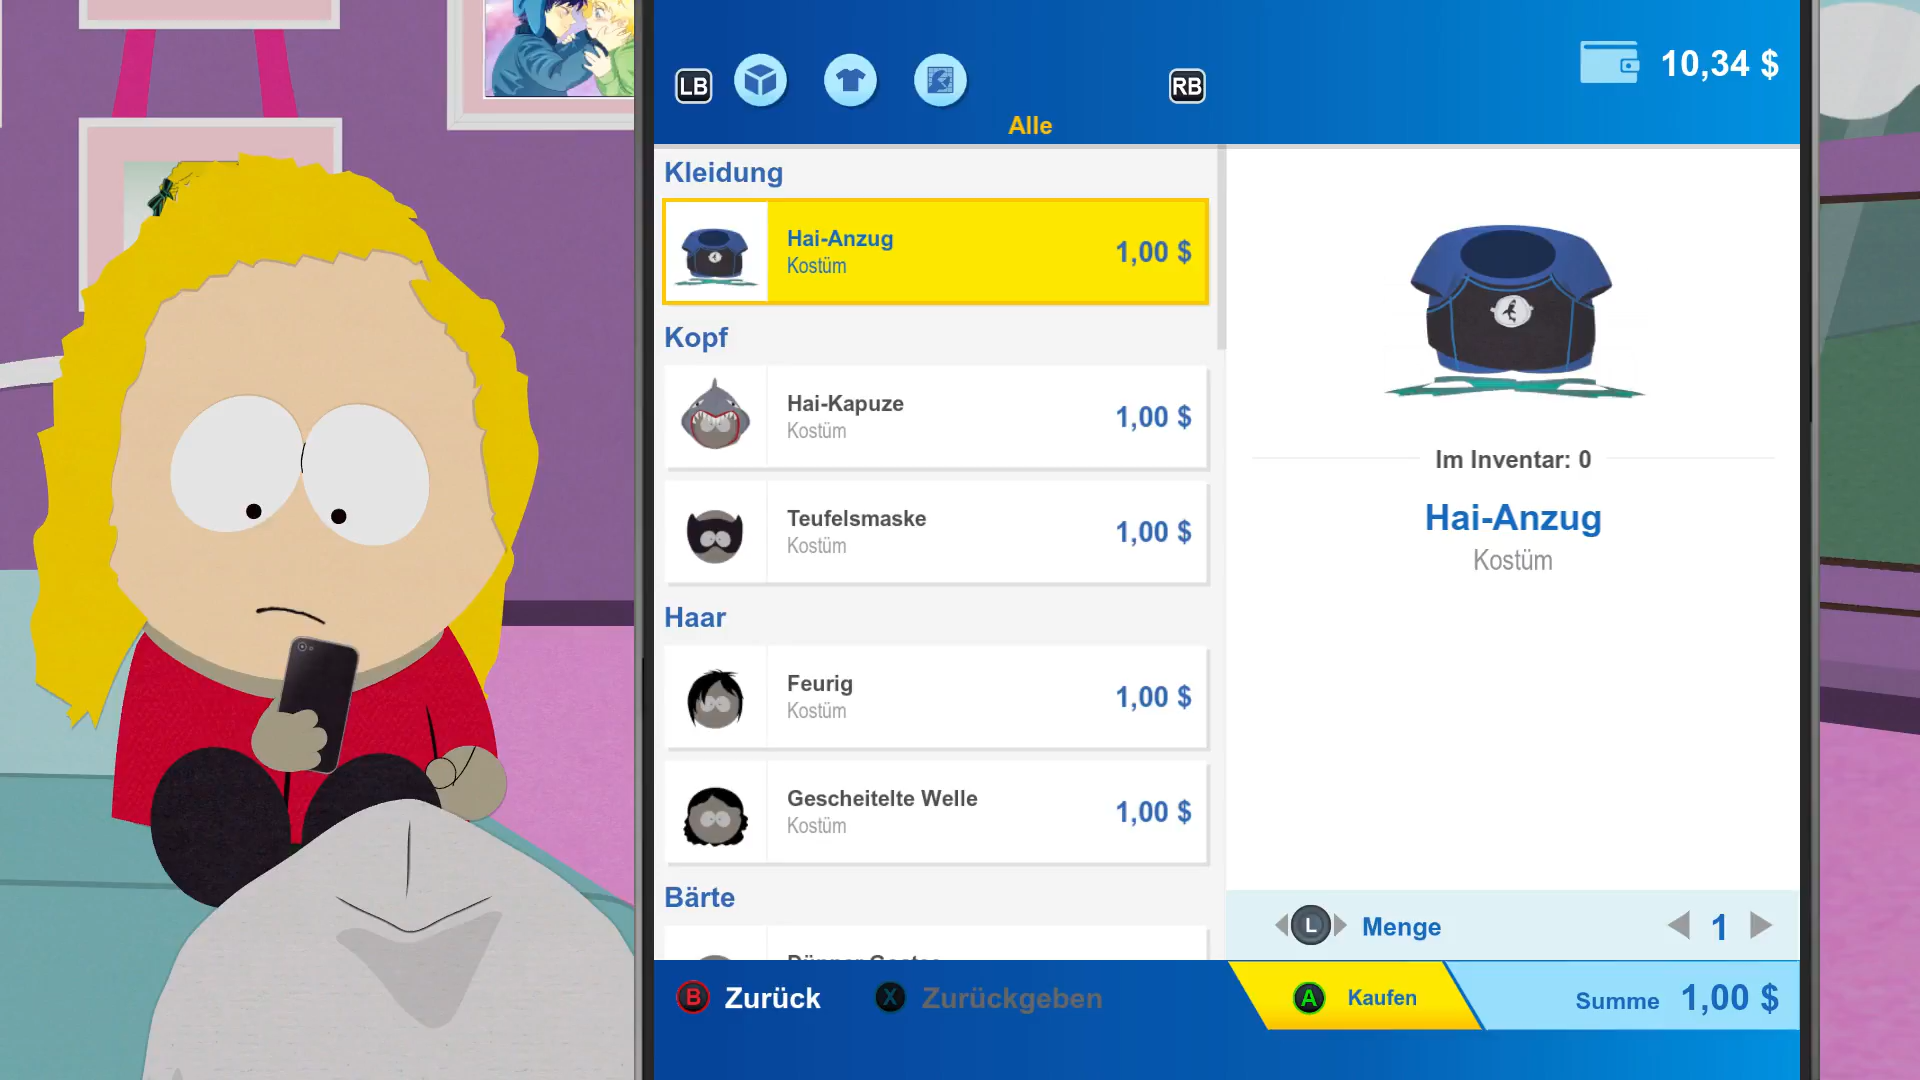 LB
RB
10,34 $
Alle
Kleidung
Hai-Anzug
Kostüm
1,00 $
Kopf
Hai-Kapuze
Kostüm
1,00 $
Teufelsmaske
Kostüm
1,00 $
Haar
Feurig
Kostüm
1,00 $
Gescheitelte Welle
Kostüm
1,00 $
Bärte
Im Inventar: 0
Hai-Anzug
Kostüm
L Menge 1
B Zurück
X Zurückgeben
A Kaufen
Summe 1,00 $